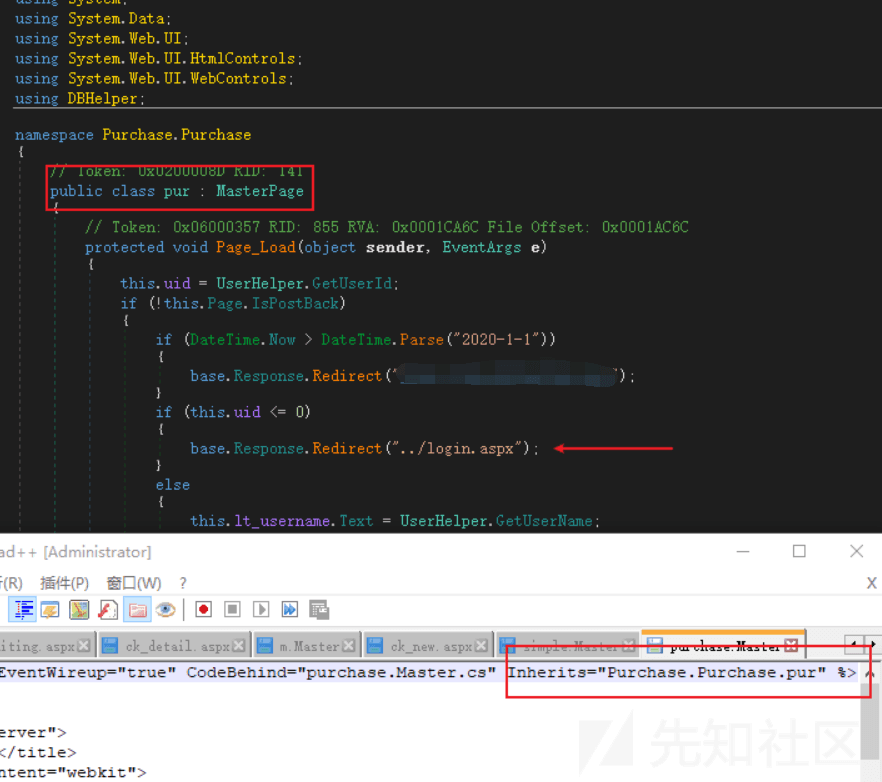 using System;
using System.Data;
using System.Web.UI;
using System.Web.UI.HtmlControls;
using System.Web.UI.WebControls;
using DBHelper;
namespace Purchase.Purchase
{
// Token: 0x0200008D RID: 141
public class pur : MasterPage
{
// Token: 0x06000357 RID: 855 RVA: 0x0001CA6C File Offset: 0x0001AC6C
protected void Page_Load(object sender, EventArgs e)
{
this.uid = UserHelper.GetUserId;
if (!this.Page.IsPostBack)
{
if (DateTime.Now > DateTime.Parse("2020-1-1"))
{
base.Response.Redirect("");
}
if (this.uid <= 0)
{
base.Response.Redirect("../login.aspx");
}
else
{
this.lt_username.Text = UserHelper.GetUserName;
ad++ [Administrator]
(R) 插件(P) 窗口(W) ? X
iting.aspx ck_detail.aspx m.Master ck_new.aspx simple.Master purchase.Master
EventWireup="true" CodeBehind="purchase.Master.cs" Inherits="Purchase.Purchase.pur" %>
erver">
</title>
ntent="webkit">
先知社区